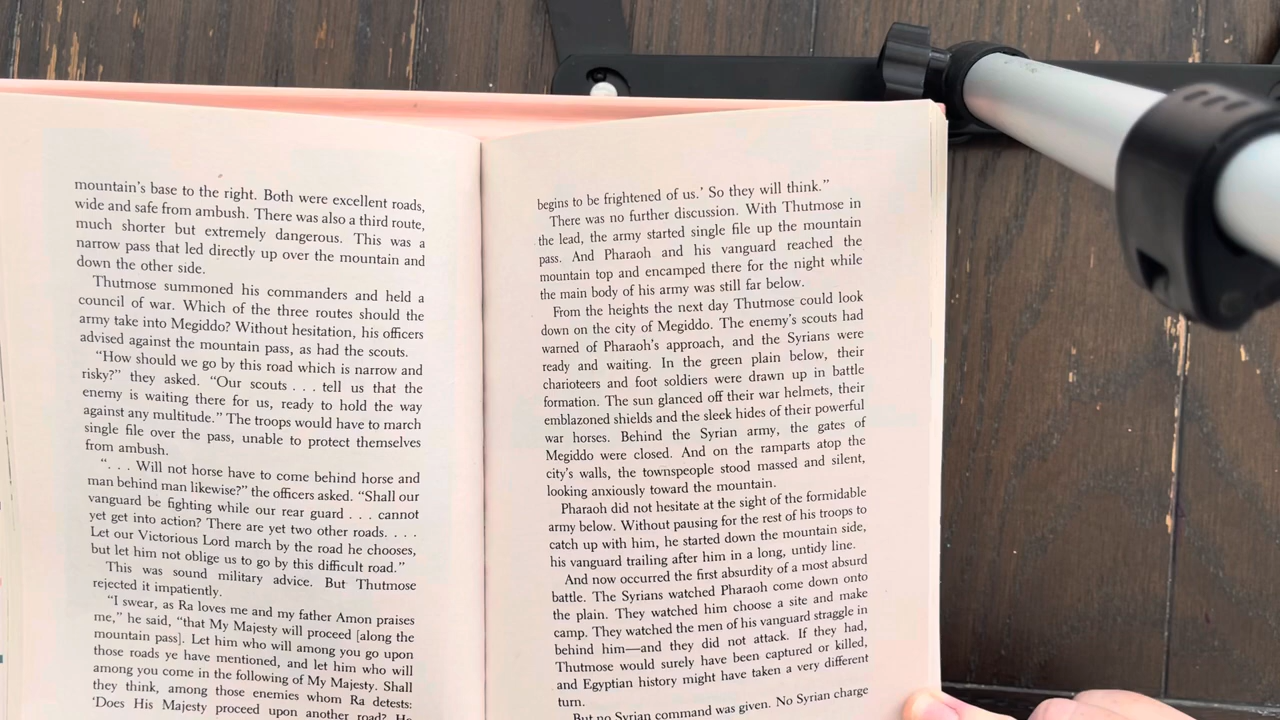 mountain's base to the right. Both were excellent roads,
wide and safe from ambush. There was also a third route,
much shorter but extremely dangerous. This was a
narrow pass that led directly up over the mountain and
down the other side.
Thutmose summoned his commanders and held a
council of war. Which of the three routes should the
army take into Megiddo? Without hesitation, his officers
advised against the mountain pass, as had the scouts.
“How should we go by this road which is narrow and
risky?” they asked. “Our scouts . . . tell us that the
enemy is waiting there for us, ready to hold the way
against any multitude.” The troops would have to march
single file over the pass, unable to protect themselves
from ambush.
“. . . Will not horse have to come behind horse and
man behind man likewise?” the officers asked. “Shall our
vanguard be fighting while our rear guard . . . cannot
yet get into action? There are yet two other roads. . . .
Let our Victorious Lord march by the road he chooses,
but let him not oblige us to go by this difficult road.”
This was sound military advice. But Thutmose
rejected it impatiently.
“I swear, as Ra loves me and my father Amon praises
me,” he said, “that My Majesty will proceed [along the
mountain pass]. Let him who will among you go upon
those roads ye have mentioned, and let him who will
among you come in the following of My Majesty. Shall
they think, among those enemies whom Ra detests:
‘Does His Majesty proceed upon another road? He
begins to be frightened of us.’ So they will think.”
There was no further discussion. With Thutmose in
the lead, the army started single file up the mountain
pass. And Pharaoh and his vanguard reached the
mountain top and encamped there for the night while
the main body of his army was still far below.
From the heights the next day Thutmose could look
down on the city of Megiddo. The enemy's scouts had
warned of Pharaoh's approach, and the Syrians were
ready and waiting. In the green plain below, their
charioteers and foot soldiers were drawn up in battle
formation. The sun glanced off their war helmets, their
emblazoned shields and the sleek hides of their powerful
war horses. Behind the Syrian army, the gates of
Megiddo were closed. And on the ramparts atop the
city's walls, the townspeople stood massed and silent,
looking anxiously toward the mountain.
Pharaoh did not hesitate at the sight of the formidable
army below. Without pausing for the rest of his troops to
catch up with him, he started down the mountain side,
his vanguard trailing after him in a long, untidy line.
And now occurred the first absurdity of a most absurd
battle. The Syrians watched Pharaoh come down onto
the plain. They watched him choose a site and make
camp. They watched the men of his vanguard straggle in
behind him—and they did not attack. If they had,
Thutmose would surely have been captured or killed,
and Egyptian history might have taken a very different
turn.
But no Syrian command was given. No Syrian charge